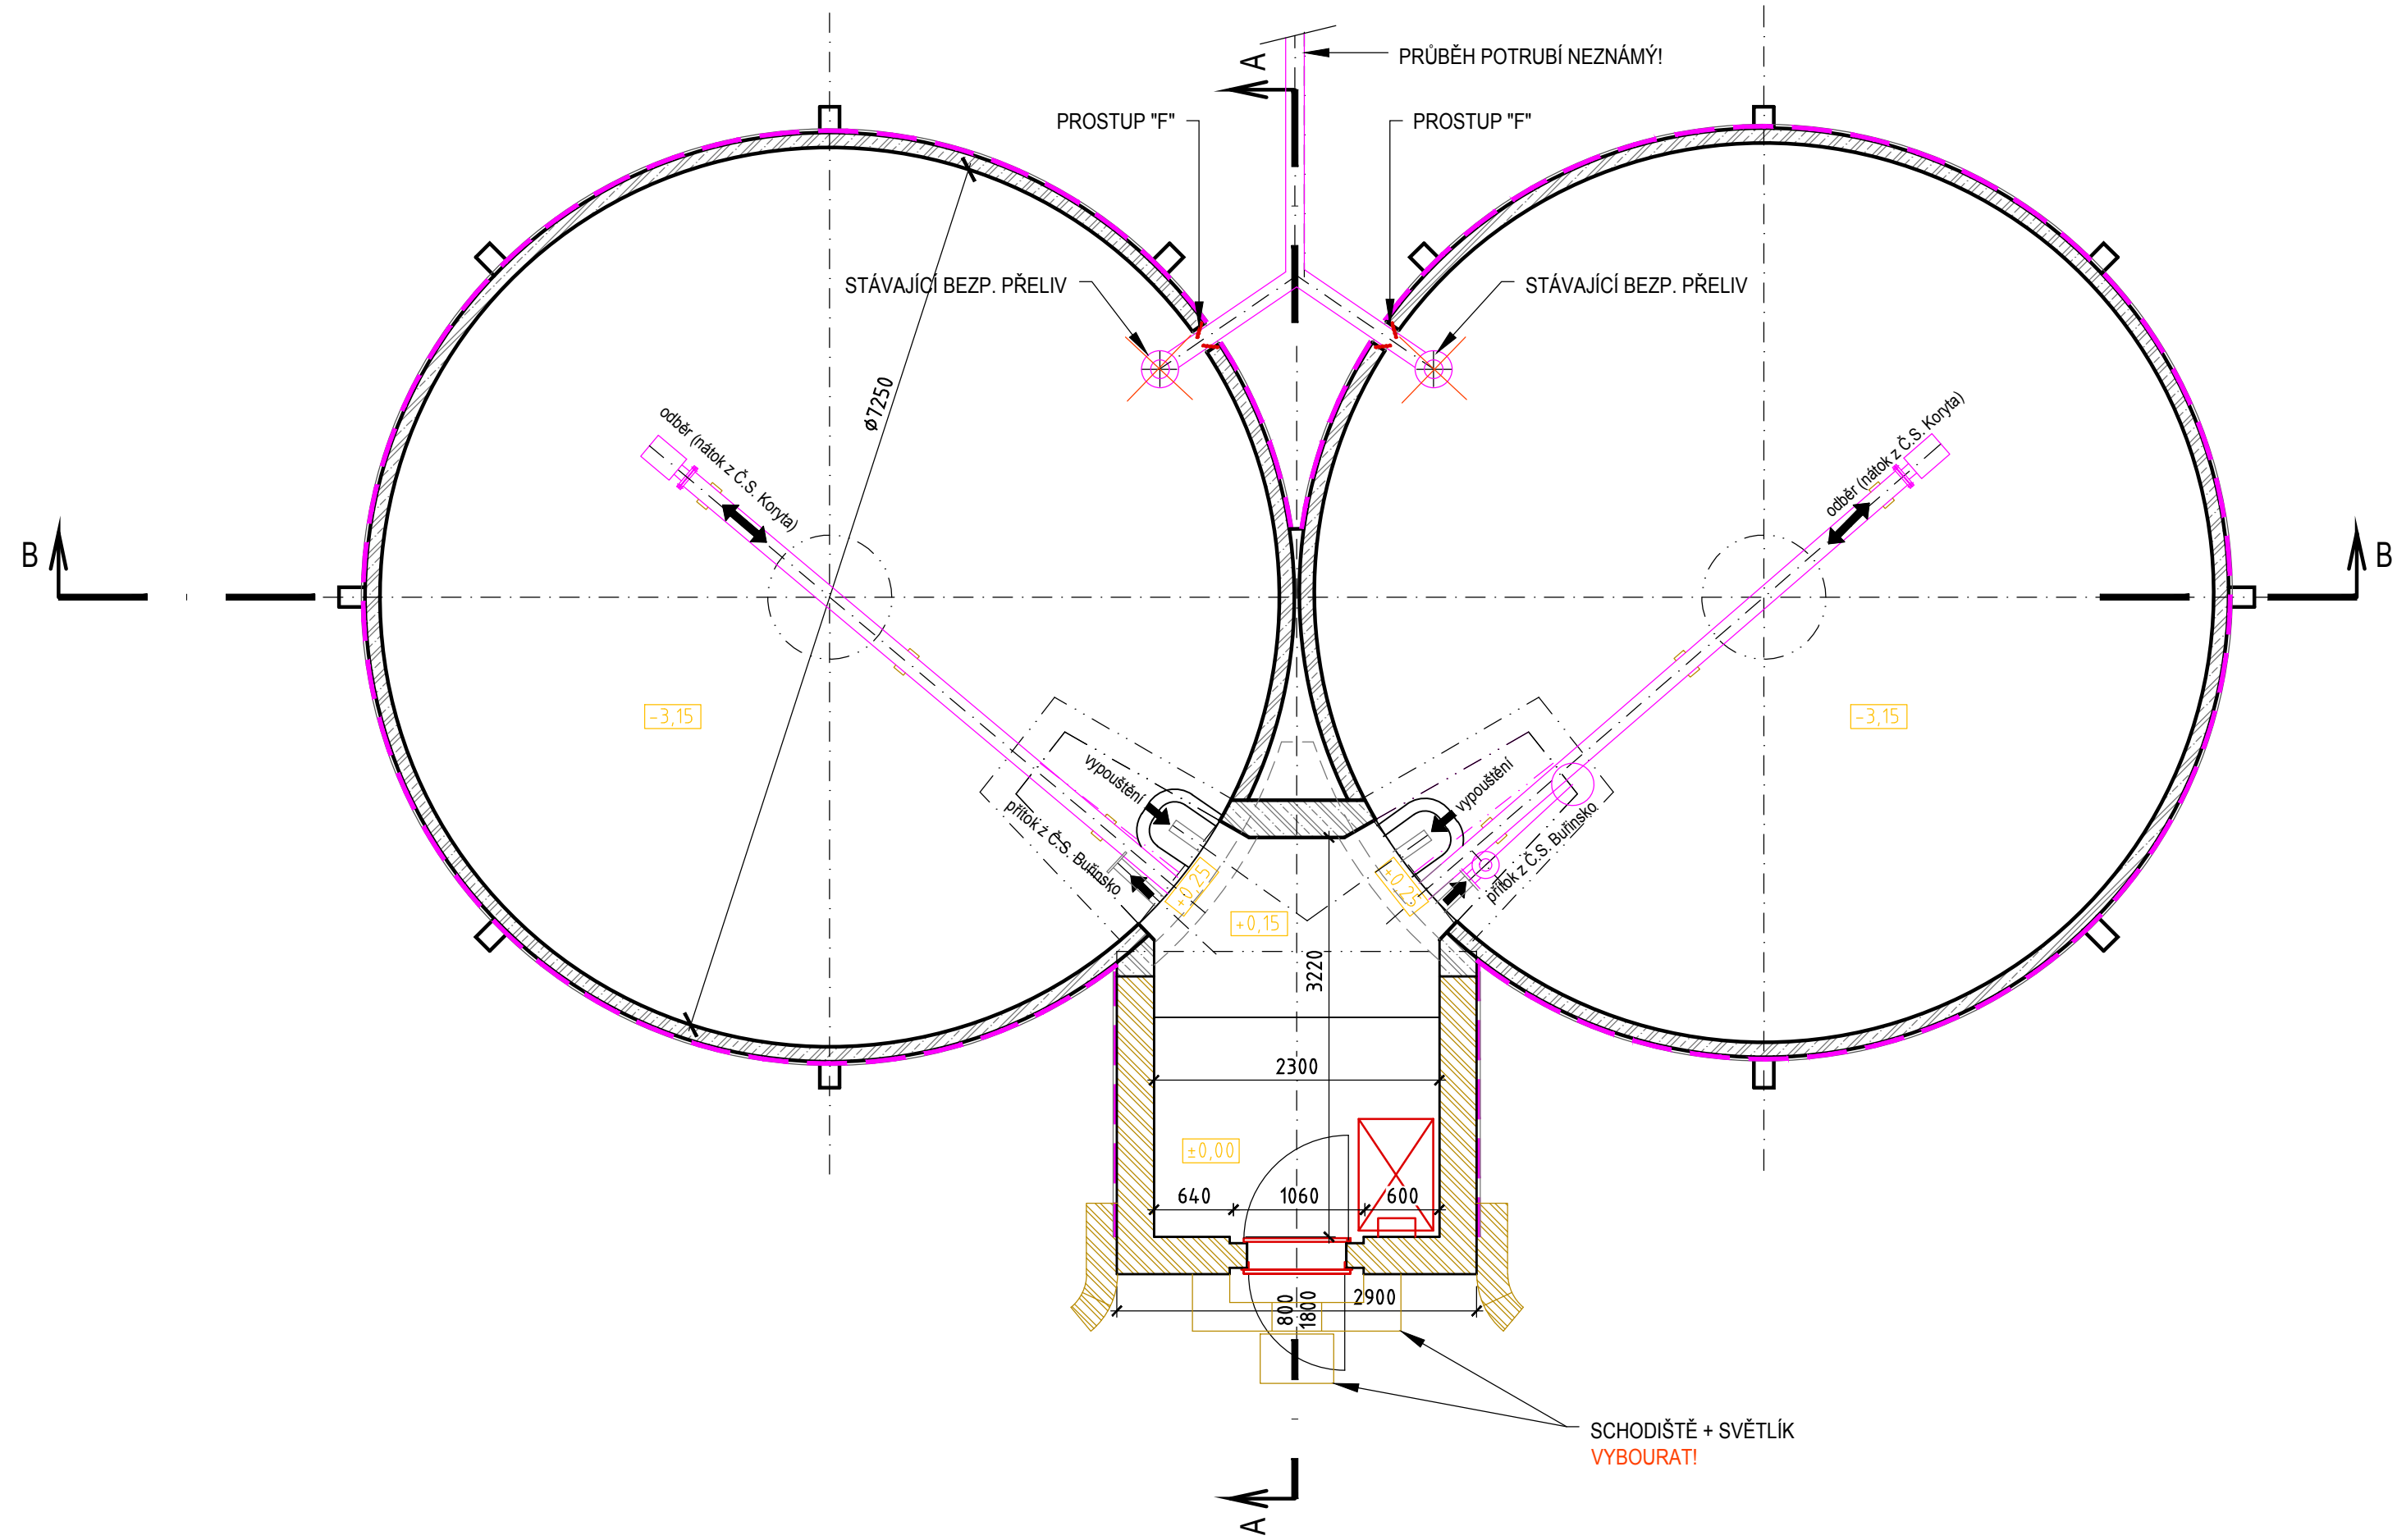 A
PRŮBĚH POTRUBÍ NEZNÁMÝ!
PROSTUP "F"
PROSTUP "F"
STÁVAJÍCÍ BEZP. PŘELIV
STÁVAJÍCÍ BEZP. PŘELIV
ϕ7250
odběr (nátok z Č.S. Koryta)
odběr (nátok z Č.S. Koryta)
B
B
-3,15
-3,15
vypouštění
vypouštění
přítok z Č.S. Buřinsko
přítok z Č.S. Buřinsko
+0,25
+0,25
+0,15
3220
2300
±0,00
640
1060
600
800
1800
2900
SCHODIŠTĚ + SVĚTLÍK
VYBOURAT!
A